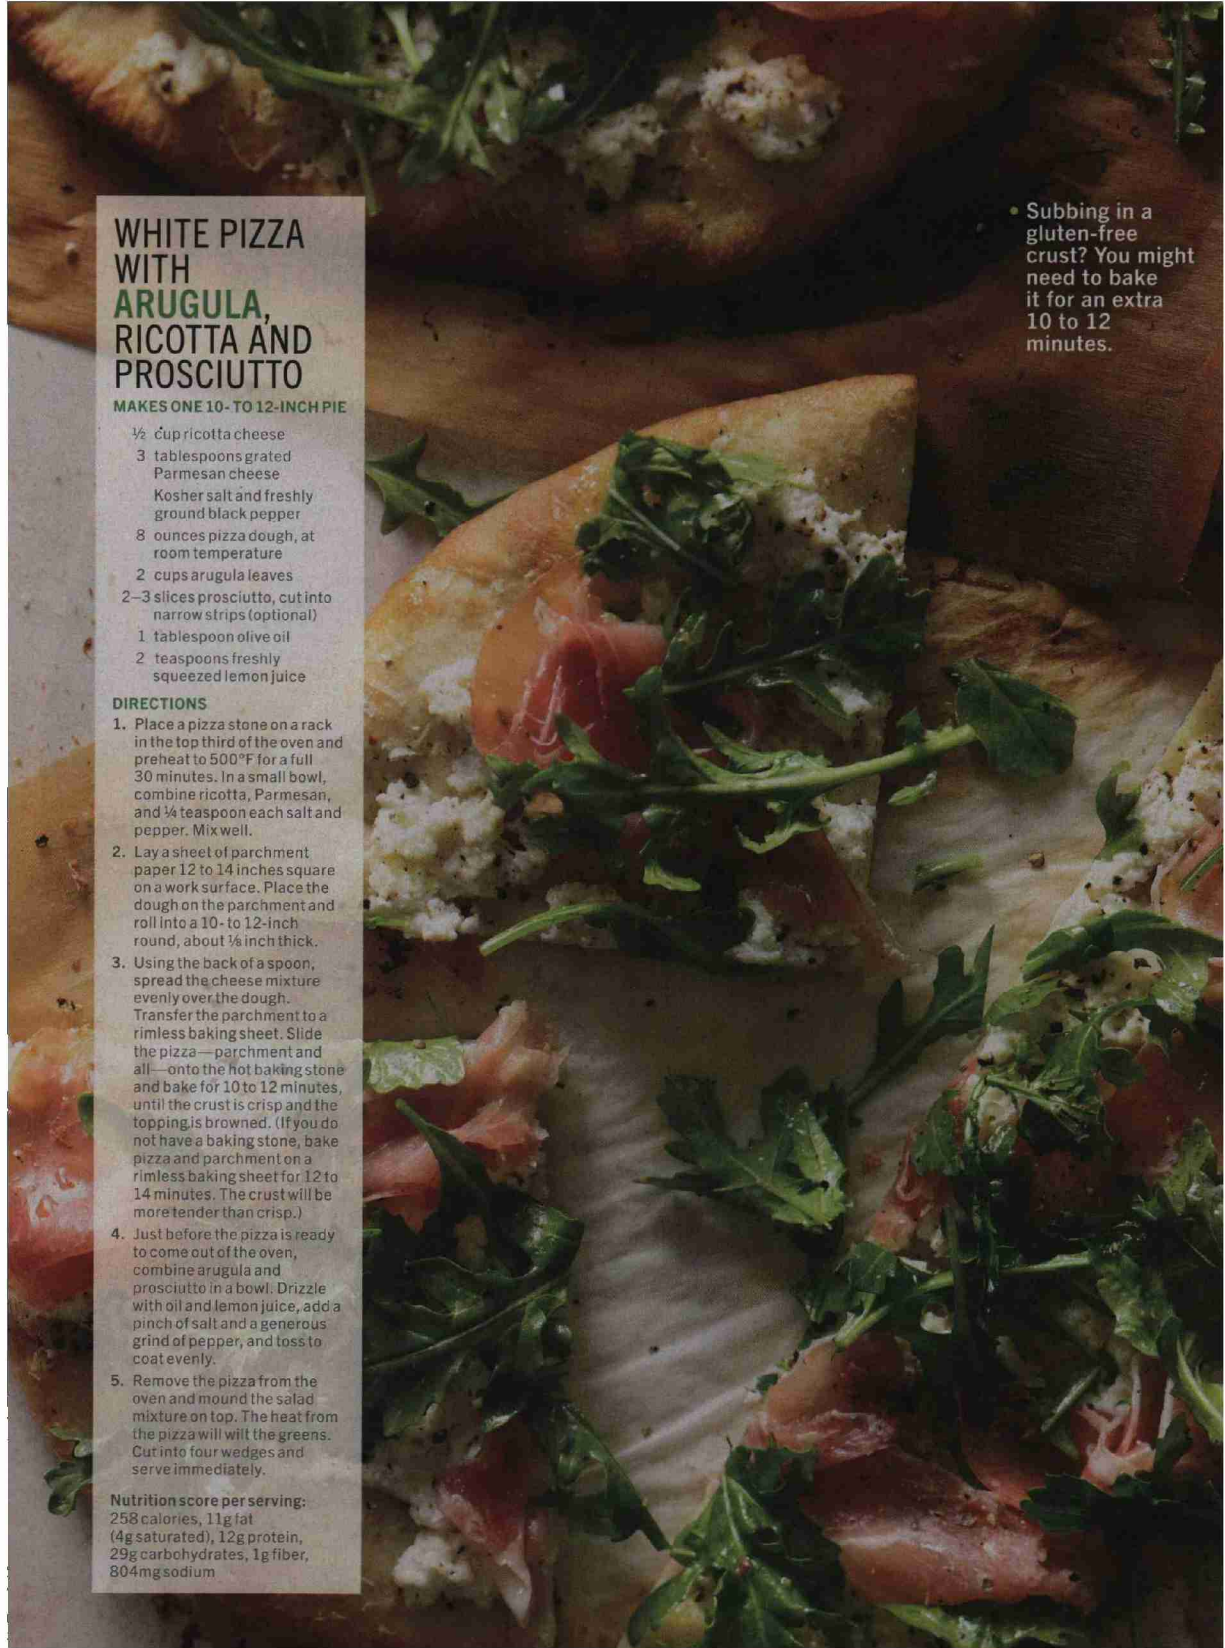 WHITE PIZZA
WITH
ARUGULA,
RICOTTA AND
PROSCIUTTO
MAKES ONE 10- TO 12-INCH PIE
½ cup ricotta cheese
3 tablespoons grated
Parmesan cheese
Kosher salt and freshly
ground black pepper
8 ounces pizza dough, at
room temperature
2 cups arugula leaves
2–3 slices prosciutto, cut into
narrow strips (optional)
1 tablespoon olive oil
2 teaspoons freshly
squeezed lemon juice
DIRECTIONS
1. Place a pizza stone on a rack
in the top third of the oven and
preheat to 500°F for a full
30 minutes. In a small bowl,
combine ricotta, Parmesan,
and ¼ teaspoon each salt and
pepper. Mix well.
2. Lay a sheet of parchment
paper 12 to 14 inches square
on a work surface. Place the
dough on the parchment and
roll into a 10- to 12-inch
round, about ⅛ inch thick.
3. Using the back of a spoon,
spread the cheese mixture
evenly over the dough.
Transfer the parchment to a
rimless baking sheet. Slide
the pizza—parchment and
all—onto the hot baking stone
and bake for 10 to 12 minutes,
until the crust is crisp and the
topping is browned. (If you do
not have a baking stone, bake
pizza and parchment on a
rimless baking sheet for 12 to
14 minutes. The crust will be
more tender than crisp.)
4. Just before the pizza is ready
to come out of the oven,
combine arugula and
prosciutto in a bowl. Drizzle
with oil and lemon juice, add a
pinch of salt and a generous
grind of pepper, and toss to
coat evenly.
5. Remove the pizza from the
oven and mound the salad
mixture on top. The heat from
the pizza will wilt the greens.
Cut into four wedges and
serve immediately.
Nutrition score per serving:
258 calories, 11g fat
(4g saturated), 12g protein,
29g carbohydrates, 1g fiber,
804mg sodium
• Subbing in a
gluten-free
crust? You might
need to bake
it for an extra
10 to 12
minutes.